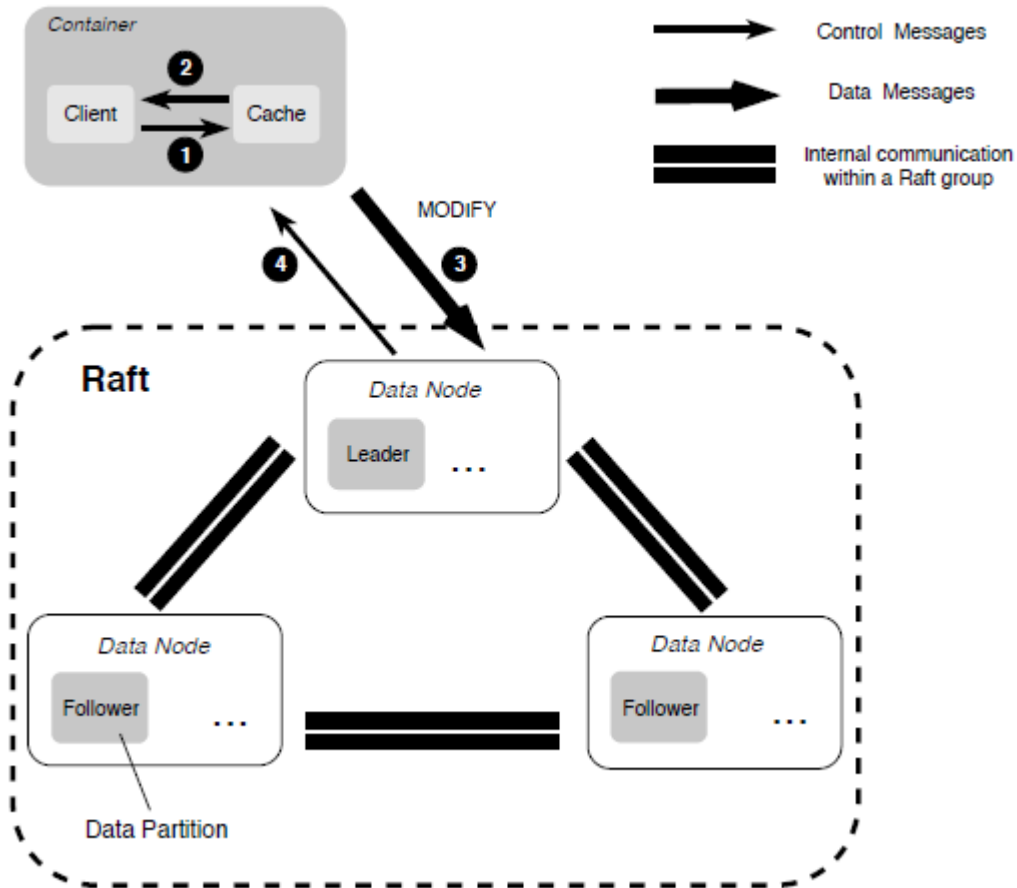 Container
Control Messages
2
Client
Cache
Data Messages
1
Internal communication
within a Raft group
MODIFY
4
3
Raft
Data Node
Leader
...
Data Node
Data Node
Follower
...
Follower
...
Data Partition